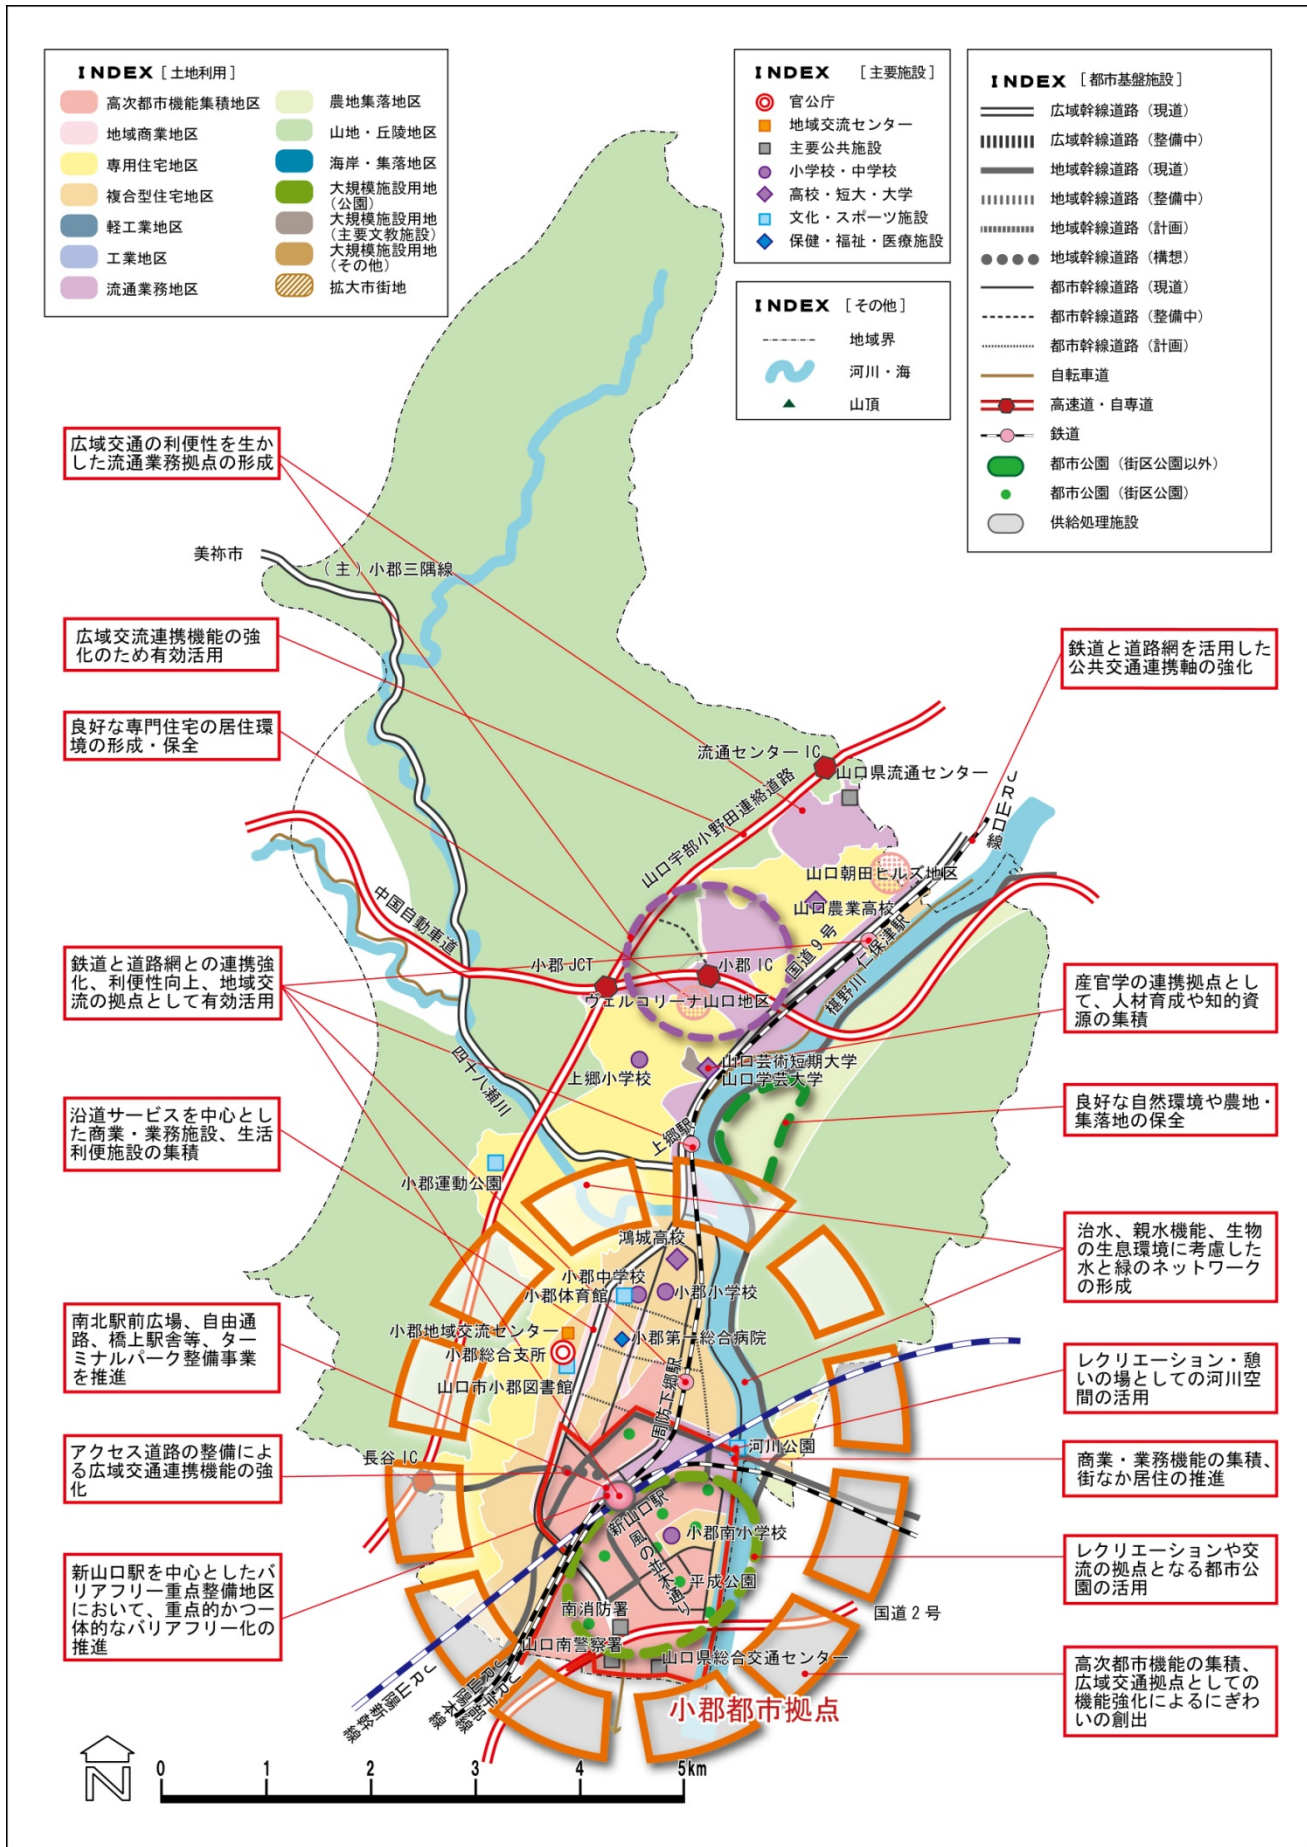 INDEX［土地利用］
高次都市機能集積地区
地域商業地区
専用住宅地区
複合型住宅地区
軽工業地区
工業地区
流通業務地区
農地集落地区
山地・丘陵地区
海岸・集落地区
大規模施設用地
（公園）
大規模施設用地
（主要文教施設）
大規模施設用地
（その他）
拡大市街地
INDEX［主要施設］
官公庁
地域交流センター
主要公共施設
小学校・中学校
高校・短大・大学
文化・スポーツ施設
保健・福祉・医療施設
INDEX［その他］
地域界
河川・海
山頂
INDEX［都市基盤施設］
広域幹線道路（現道）
広域幹線道路（整備中）
地域幹線道路（現道）
地域幹線道路（整備中）
地域幹線道路（計画）
地域幹線道路（構想）
都市幹線道路（現道）
都市幹線道路（整備中）
都市幹線道路（計画）
自転車道
高速道・自専道
鉄道
都市公園（街区公園以外）
都市公園（街区公園）
供給処理施設
広域交通の利便性を生か
した流通業務拠点の形成
広域交流連携機能の強
化のため有効活用
良好な専門住宅の居住環
境の形成・保全
鉄道と道路網との連携強
化、利便性向上、地域交
流の拠点として有効活用
沿道サービスを中心とし
た商業・業務施設、生活
利便施設の集積
南北駅前広場、自由通
路、橋上駅舎等、ター
ミナルパーク整備事業
を推進
アクセス道路の整備によ
る広域交通連携機能の強
化
新山口駅を中心としたバ
リアフリー重点整備地区
において、重点的かつ一
体的なバリアフリー化の
推進
鉄道と道路網を活用した
公共交通連携軸の強化
産官学の連携拠点とし
て、人材育成や知的資
源の集積
良好な自然環境や農地・
集落地の保全
治水、親水機能、生物
の生息環境に考慮した
水と緑のネットワーク
の形成
レクリエーション・憩
いの場としての河川空
間の活用
商業・業務機能の集積、
街なか居住の推進
レクリエーションや交
流の拠点となる都市公
園の活用
高次都市機能の集積、
広域交通拠点としての
機能強化によるにぎわ
いの創出
美祢市
（主）小郡三隅線
流通センターIC
山口県流通センター
山口宇部小野田連絡道路
JR山口線
山口朝田ヒルズ地区
山口農業高校
中国自動車道
国道9号
仁保津駅
椹野川
小郡JCT
小郡IC
ヴェルコリーナ山口地区
四十八瀬川
上郷小学校
山口芸術短期大学
山口学芸大学
上郷駅
小郡運動公園
鴻城高校
小郡中学校
小郡体育館
小郡小学校
小郡地域交流センター
小郡第一総合病院
小郡総合支所
山口市小郡図書館
周防下郷駅
長谷IC
河川公園
新山口駅
風の並木通り
小郡南小学校
平成公園
南消防署
山口南警察署
山口県総合交通センター
国道2号
JR山陽新幹線
JR山陽本線
JR宇部線
小郡都市拠点
N
0 1 2 3 4 5km